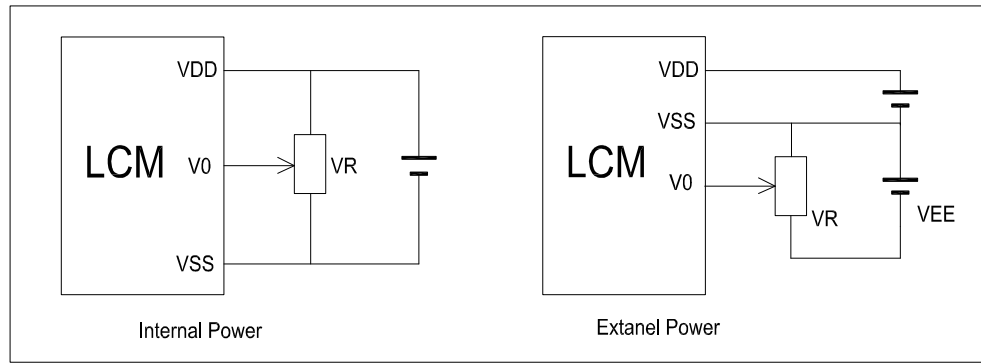 VDD
LCM
V0
VR
VSS
Internal Power
VDD
VSS
LCM
V0
VR
VEE
Extanel Power